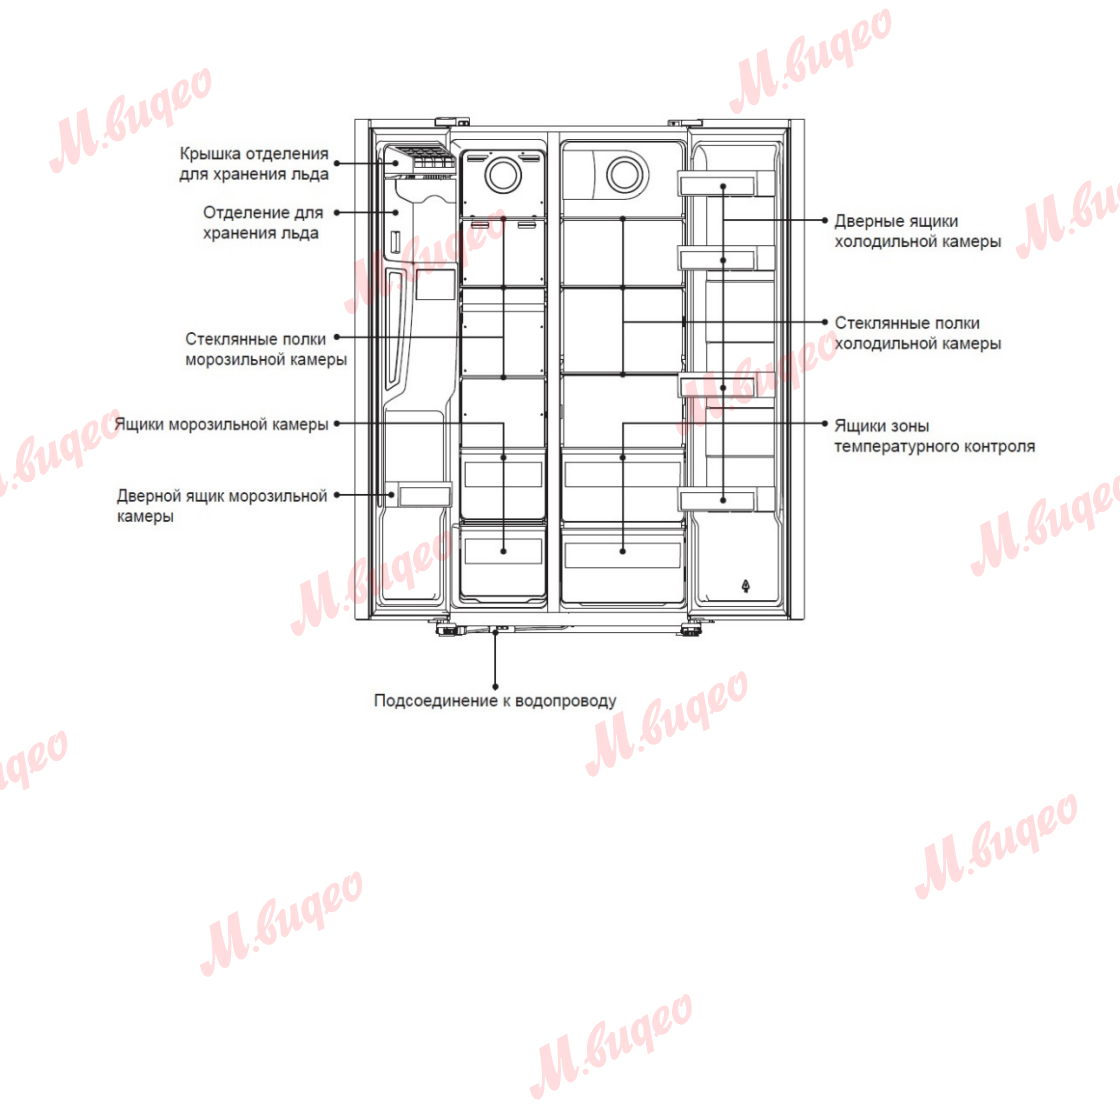 М.видео
М.видео
Крышка отделения
для хранения льда
Отделение для
хранения льда
Стеклянные полки
морозильной камеры
Ящики морозильной камеры
Дверной ящик морозильной
камеры
Дверные ящики
холодильной камеры
Стеклянные полки
холодильной камеры
Ящики зоны
температурного контроля
Подсоединение к водопроводу
М.видео
М.видео
М.видео
М.видео
М.видео
М.видео
М.видео
М.видео
М.видео
М.видео